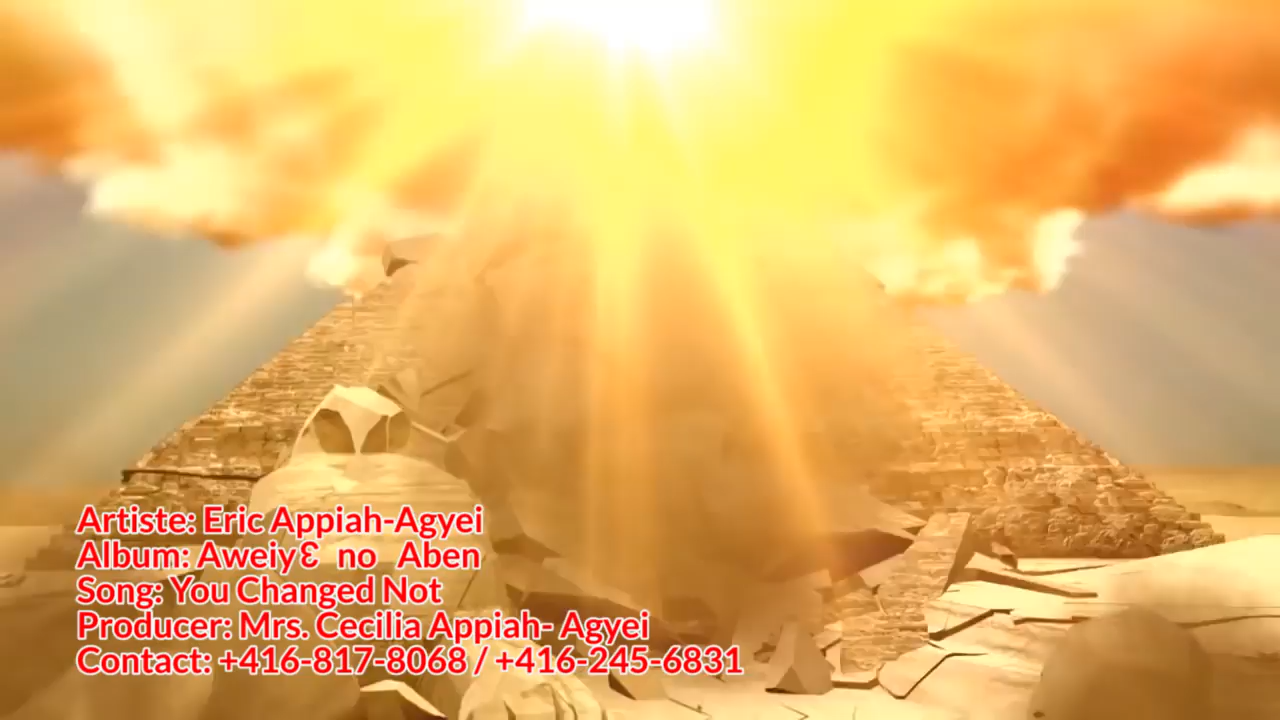 Artiste: Eric Appiah-Agyei
Album: AweiyƐ no Aben
Song: You Changed Not
Producer: Mrs. Cecilia Appiah- Agyei
Contact: +416-817-8068 / +416-245-6831